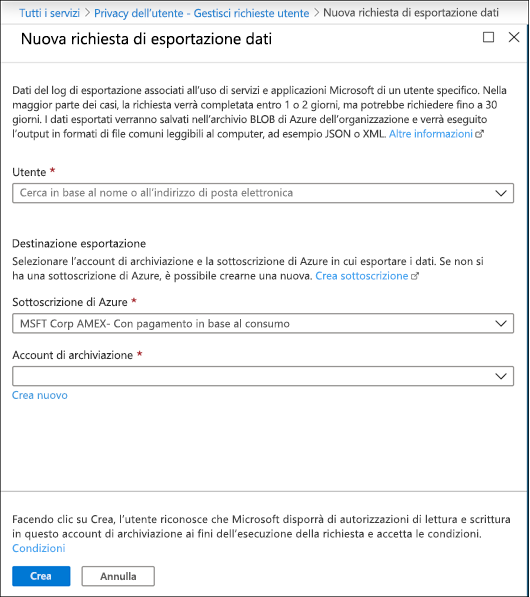 Tutti i servizi > Privacy dell'utente - Gestisci richieste utente > Nuova richiesta di esportazione dati
Nuova richiesta di esportazione dati
Dati del log di esportazione associati all'uso di servizi e applicazioni Microsoft di un utente specifico. Nella
maggior parte dei casi, la richiesta verrà completata entro 1 o 2 giorni, ma potrebbe richiedere fino a 30
giorni. I dati esportati verranno salvati nell'archivio BLOB di Azure dell'organizzazione e verrà eseguito
l'output in formati di file comuni leggibili al computer, ad esempio JSON o XML. Altre informazioni
Utente *
Cerca in base al nome o all'indirizzo di posta elettronica
Destinazione esportazione
Selezionare l'account di archiviazione e la sottoscrizione di Azure in cui esportare i dati. Se non si
ha una sottoscrizione di Azure, è possibile crearne una nuova. Crea sottoscrizione
Sottoscrizione di Azure *
MSFT Corp AMEX- Con pagamento in base al consumo
Account di archiviazione *
Crea nuovo
Facendo clic su Crea, l'utente riconosce che Microsoft disporrà di autorizzazioni di lettura e scrittura
in questo account di archiviazione ai fini dell'esecuzione della richiesta e accetta le condizioni.
Condizioni
Crea
Annulla